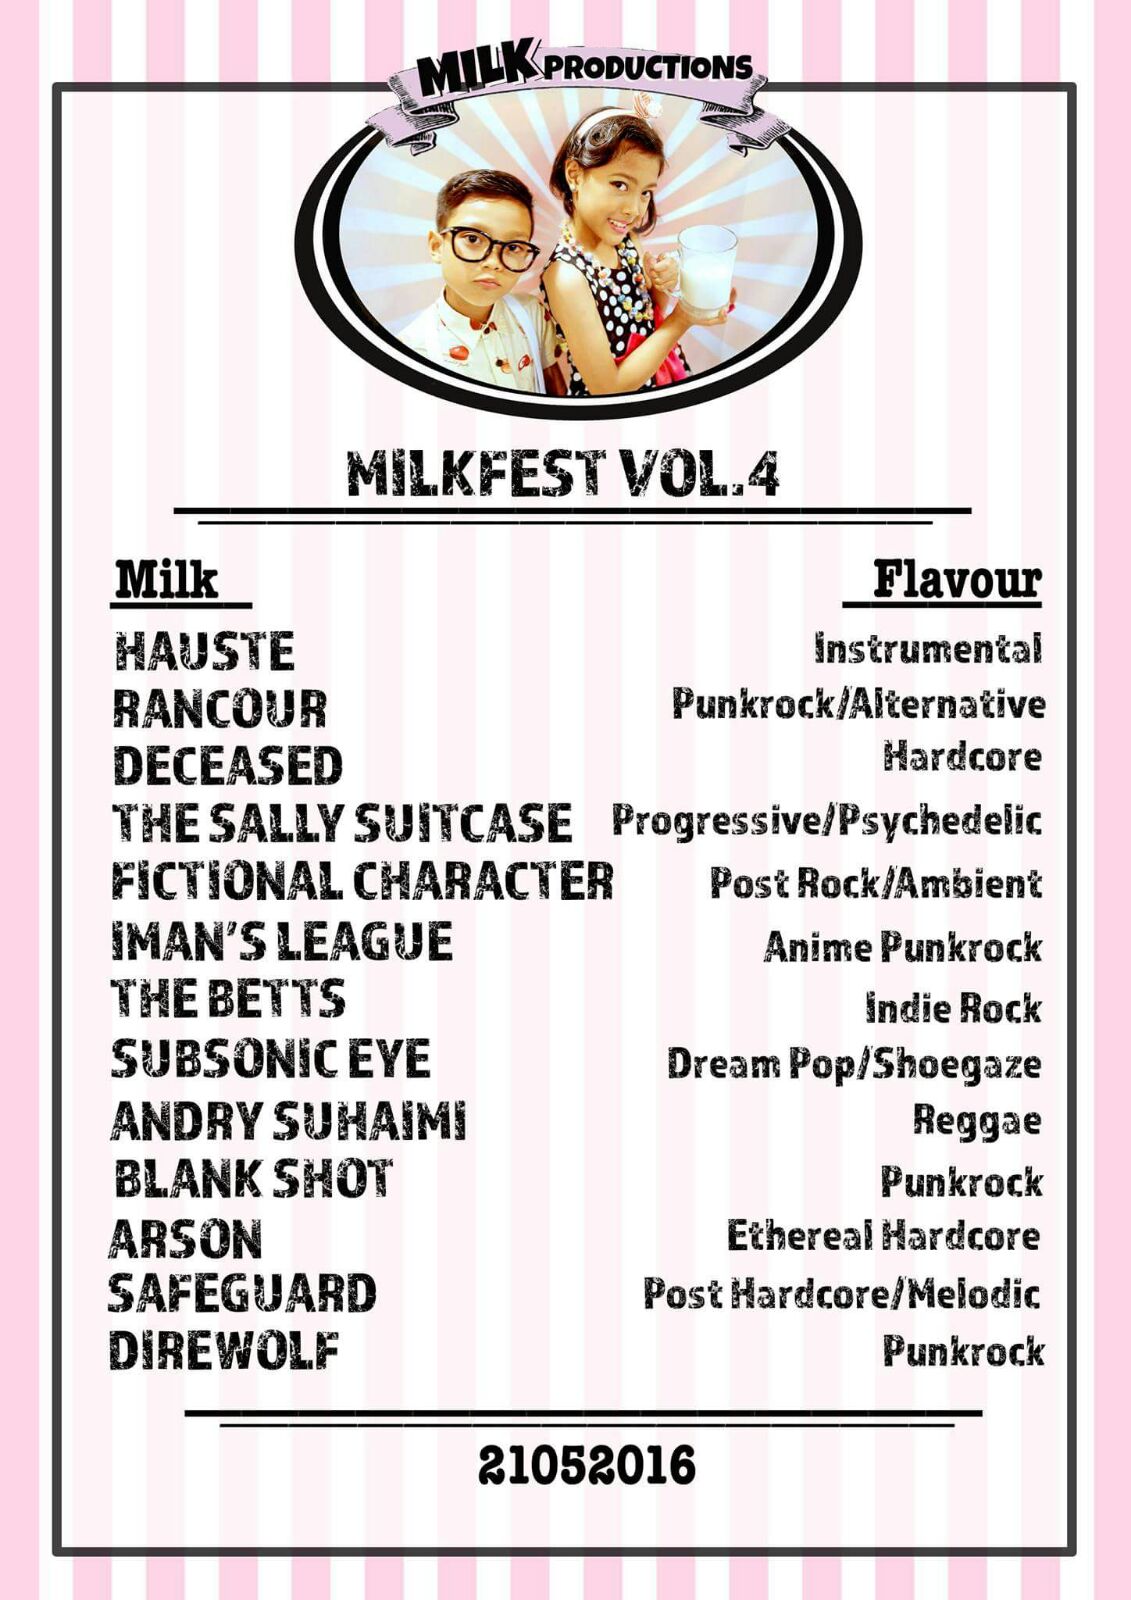 MILK PRODUCTIONS
MILKFEST VOL.4
Milk Flavour
HAUSTE Instrumental
RANCOUR Punkrock/Alternative
DECEASED Hardcore
THE SALLY SUITCASE Progressive/Psychedelic
FICTIONAL CHARACTER Post Rock/Ambient
IMAN'S LEAGUE Anime Punkrock
THE BETTS Indie Rock
SUBSONIC EYE Dream Pop/Shoegaze
ANDRY SUHAIMI Reggae
BLANK SHOT Punkrock
ARSON Ethereal Hardcore
SAFEGUARD Post Hardcore/Melodic
DIREWOLF Punkrock
21052016